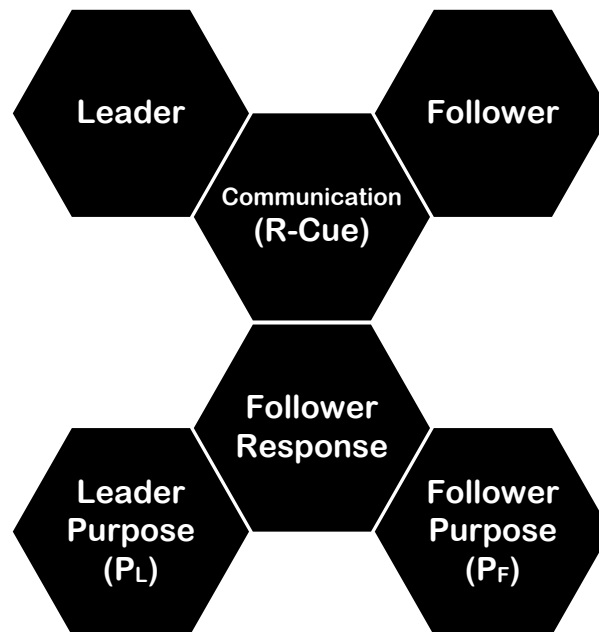 Leader
Follower
Communication
(R-Cue)
Follower
Response
Leader
Purpose
(PL)
Follower
Purpose
(PF)